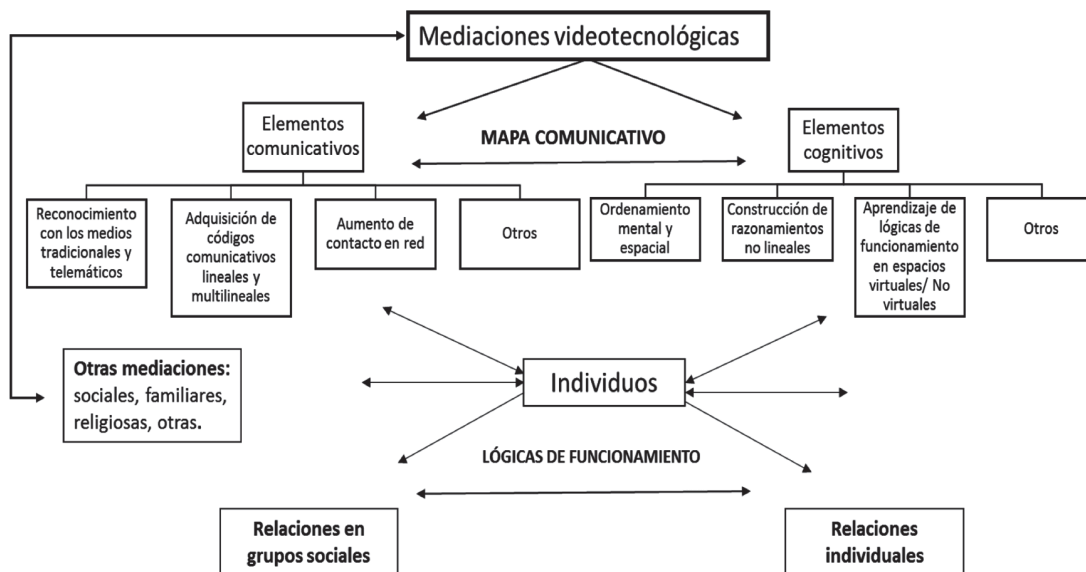 Mediaciones videotecnológicas
Elementos
comunicativos
MAPA COMUNICATIVO
Elementos
cognitivos
Reconocimiento
con los medios
tradicionales y
telemáticos
Adquisición de
códigos
comunicativos
lineales y
multilineales
Aumento de
contacto en red
Otros
Ordenamiento
mental y
espacial
Construcción de
razonamientos
no lineales
Aprendizaje de
lógicas de
funcionamiento
en espacios
virtuales/ No
virtuales
Otros
Otras mediaciones:
sociales, familiares,
religiosas, otras.
Individuos
LÓGICAS DE FUNCIONAMIENTO
Relaciones en
grupos sociales
Relaciones
individuales